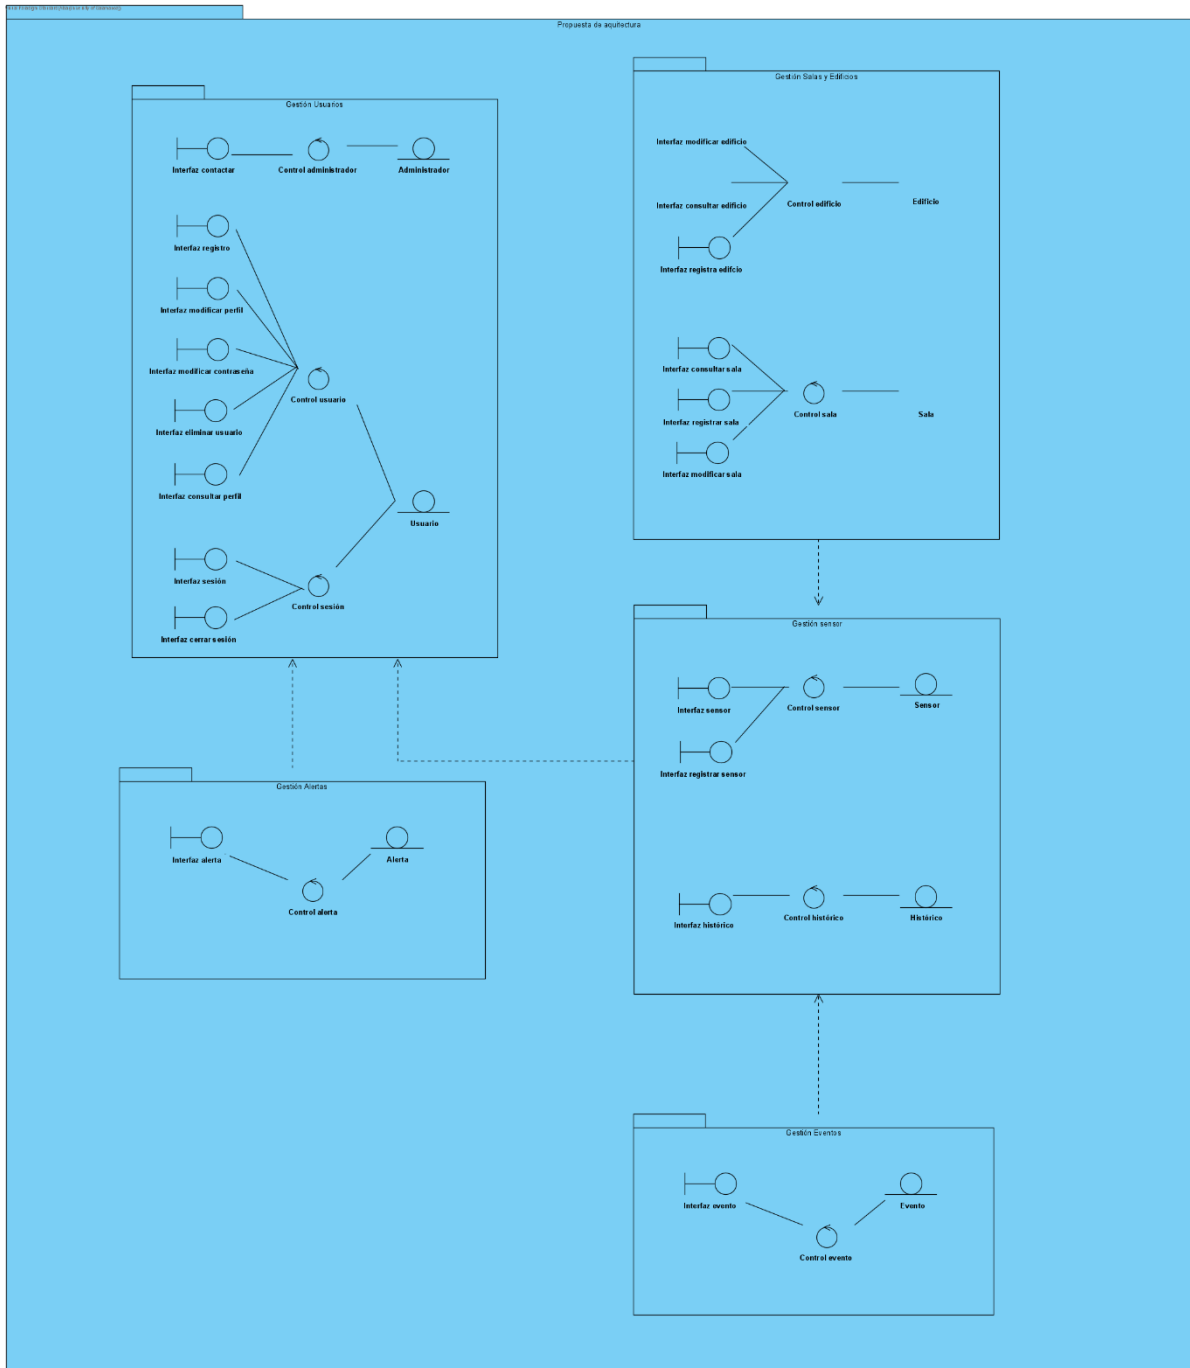 Propuesta de aquitectura
Gestión Usuarios
Interfaz contactar
Control administrador
Administrador
Interfaz registro
Interfaz modificar perfil
Interfaz modificar contraseña
Control usuario
Interfaz eliminar usuario
Interfaz consultar perfil
Usuario
Interfaz sesión
Control sesión
Interfaz cerrar sesión
Gestión Salas y Edificios
Interfaz modificar edificio
Interfaz consultar edificio
Control edificio
Edificio
Interfaz registra edifcio
Interfaz consultar sala
Control sala
Sala
Interfaz registrar sala
Interfaz modificar sala
Gestión sensor
Interfaz sensor
Control sensor
Sensor
Interfaz registrar sensor
Interfaz histórico
Control histórico
Histórico
Gestión Alertas
Interfaz alerta
Alerta
Control alerta
Gestión Eventos
Interfaz evento
Evento
Control evento